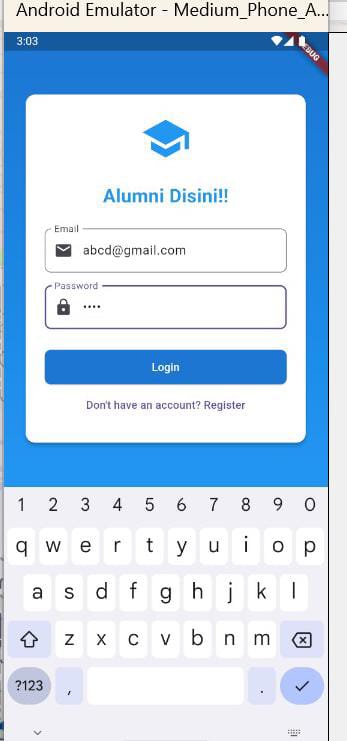 Android Emulator - Medium_Phone_A...
3:03
DEBUG
Alumni Disini!!
Email
abcd@gmail.com
Password
••••
Login
Don't have an account? Register
1 2 3 4 5 6 7 8 9 0
q w e r t y u i o p
a s d f g h j k l
z x c v b n m
?123 , .